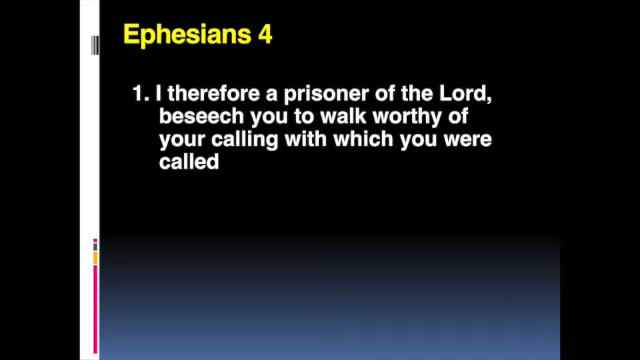 Ephesians 4
1. I therefore a prisoner of the Lord,
beseech you to walk worthy of
your calling with which you were
called